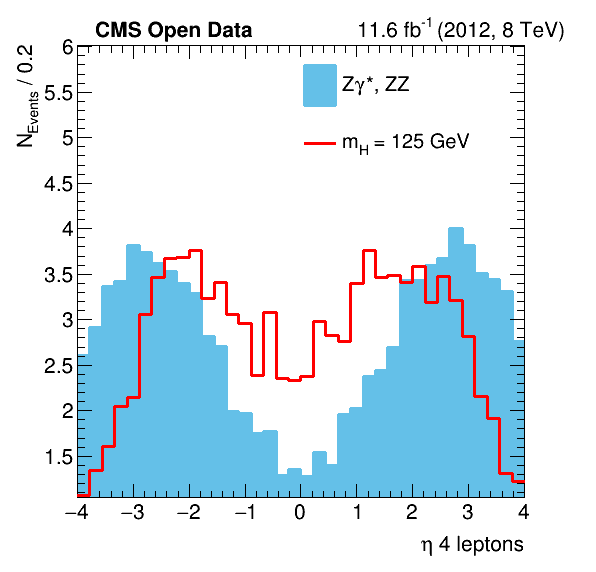 CMS Open Data
11.6 fb⁻¹ (2012, 8 TeV)
N_Events / 0.2
6
5.5
5
4.5
4
3.5
3
2.5
2
1.5
Zγ*, ZZ
m_H = 125 GeV
−4 −3 −2 −1 0 1 2 3 4
η 4 leptons